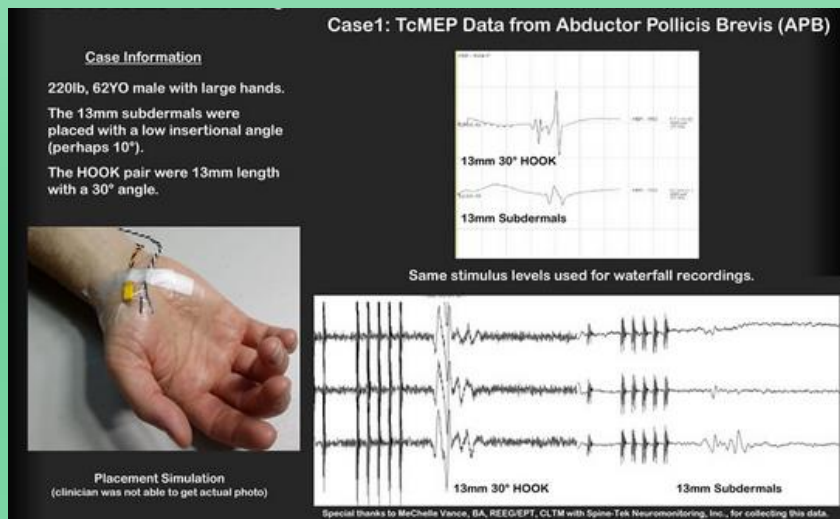 Case1: TcMEP Data from Abductor Pollicis Brevis (APB)
Case Information
220lb, 62YO male with large hands.
The 13mm subdermals were
placed with a low insertional angle
(perhaps 10°).
The HOOK pair were 13mm length
with a 30° angle.
13mm 30° HOOK
13mm Subdermals
Same stimulus levels used for waterfall recordings.
Placement Simulation
(clinician was not able to get actual photo)
13mm 30° HOOK
13mm Subdermals
Special thanks to MeChelle Vance, BA, REEG/EPT, CLTM with Spine-Tek Neuromonitoring, Inc., for collecting this data.